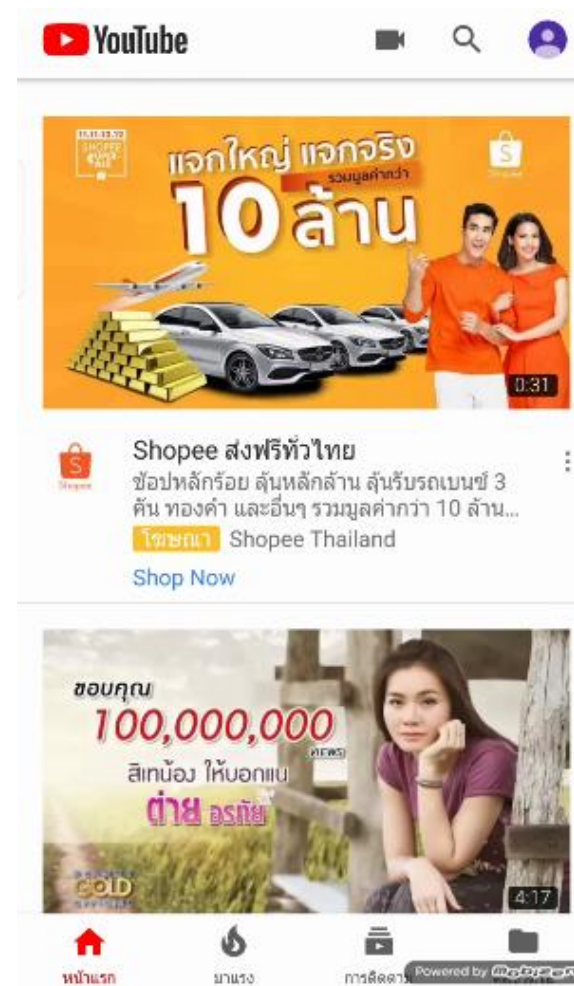 YouTube
11.11-12.12
SHOPEE
แจกใหญ่ แจกจริง
รวมมูลค่ากว่า
10 ล้าน
Shopee
0:31
Shopee ส่งฟรีทั่วไทย
Shopee
ช้อปหลักร้อย ลุ้นหลักล้าน ลุ้นรับรถเบนซ์ 3
คัน ทองคำ และอื่นๆ รวมมูลค่ากว่า 10 ล้าน...
โฆษณา Shopee Thailand
Shop Now
ขอบคุณ
100,000,000
VIEWS
สิเทน้อง ให้บอกแน
ต่าย อรทัย
GOLD
4:17
หน้าแรก
มาแรง
การติดตาม
Powered by